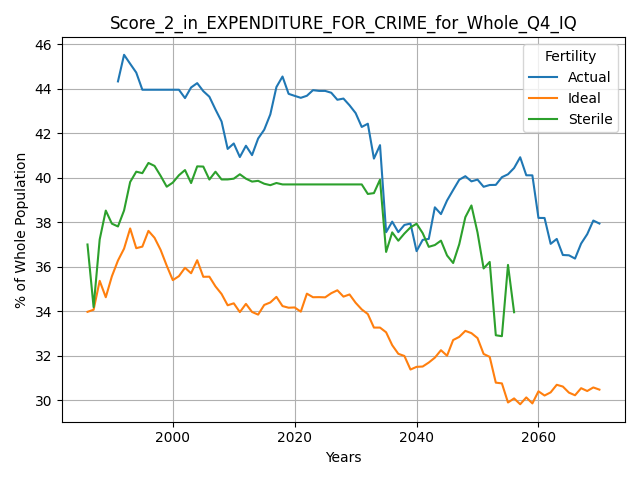 Score_2_in_EXPENDITURE_FOR_CRIME_for_Whole_Q4_IQ
Fertility
Actual
Ideal
Sterile
% of Whole Population
46
44
42
40
38
36
34
32
30
2000 2020 2040 2060
Years